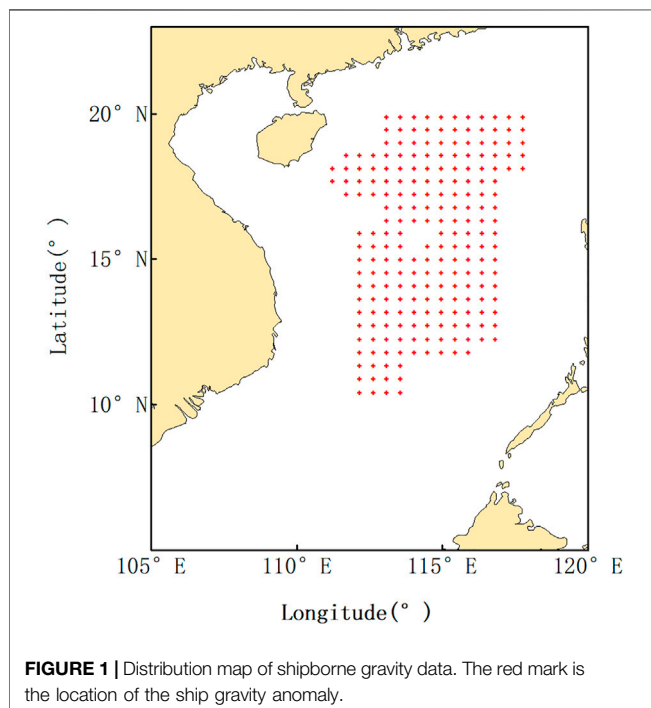 20° N
15° N
10° N
Latitude(°)
105° E 110° E 115° E 120° E
Longitude(°)
FIGURE 1 | Distribution map of shipborne gravity data. The red mark is
the location of the ship gravity anomaly.